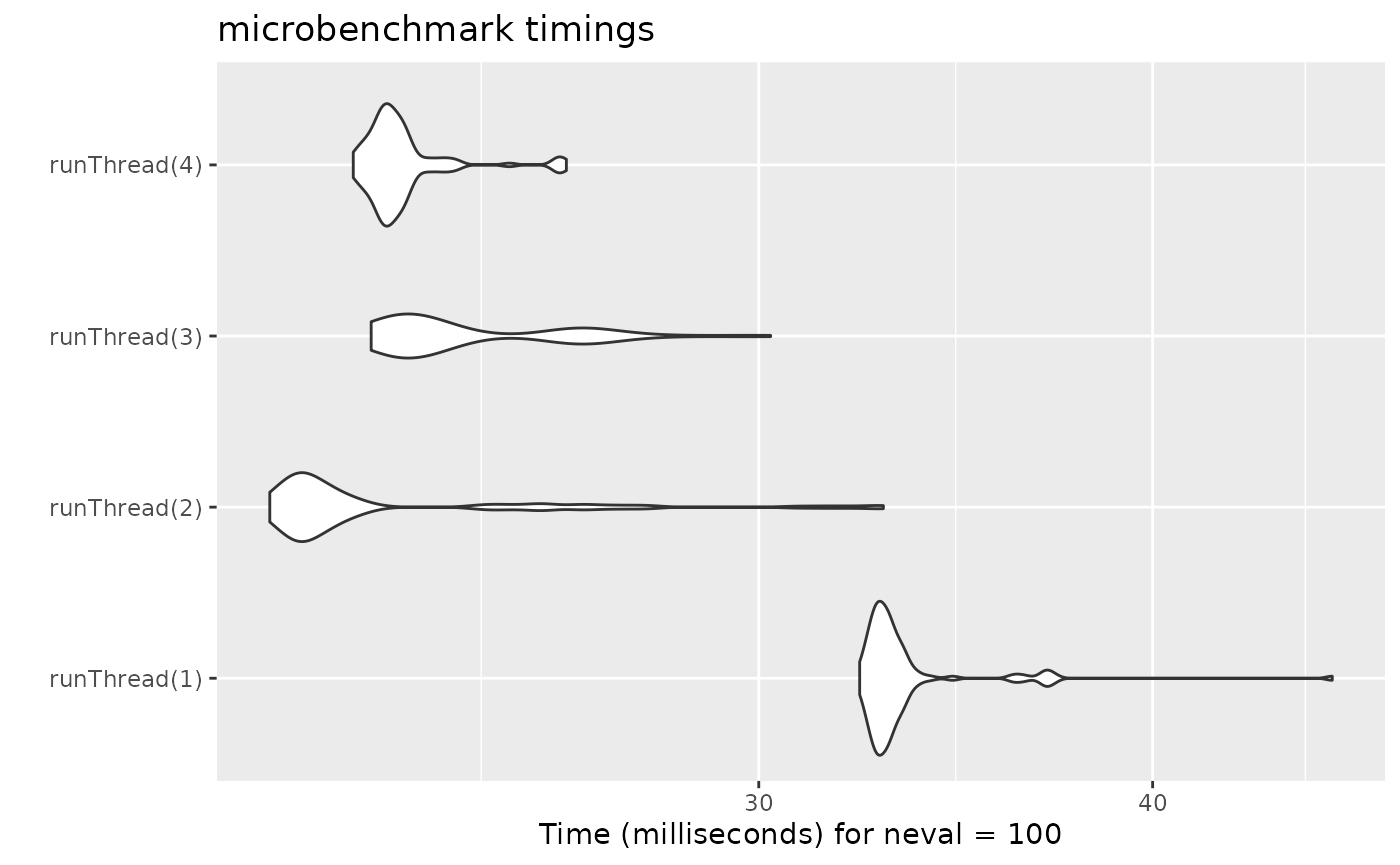 microbenchmark timings
runThread(4)
runThread(3)
runThread(2)
runThread(1)
30 40
Time (milliseconds) for neval = 100